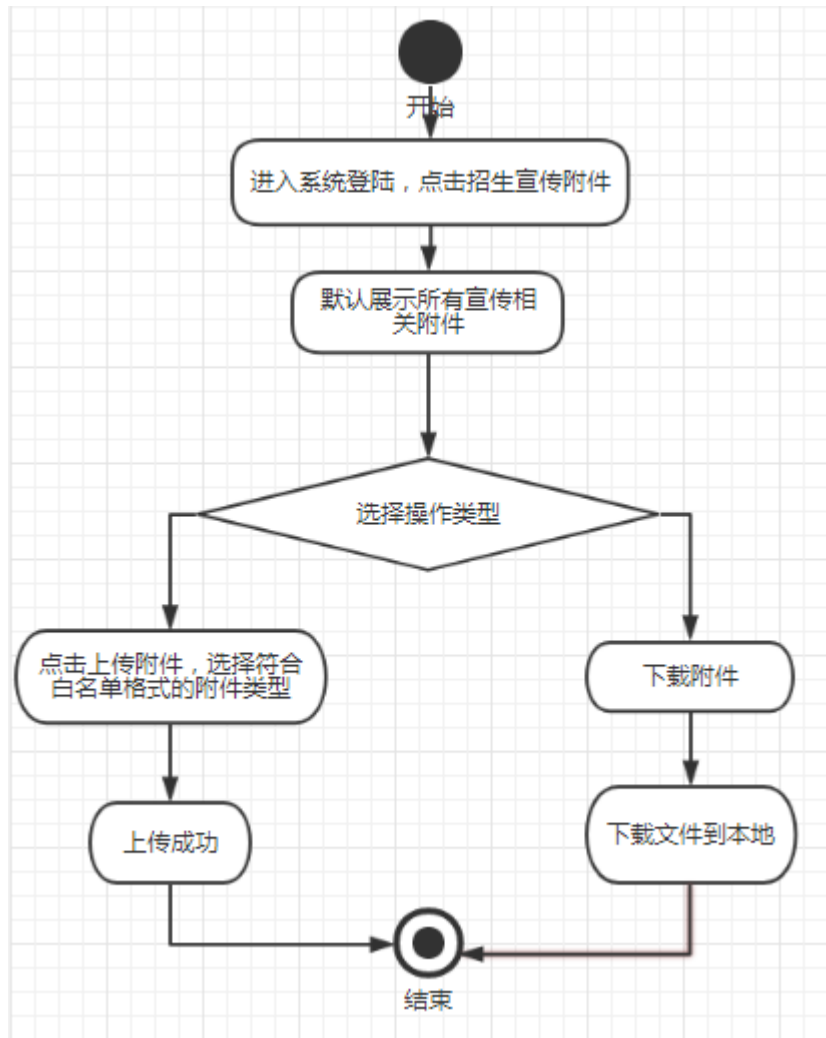 开始
进入系统登陆，点击招生宣传附件
默认展示所有宣传相
关附件
选择操作类型
点击上传附件，选择符合
白名单格式的附件类型
下载附件
上传成功
下载文件到本地
结束